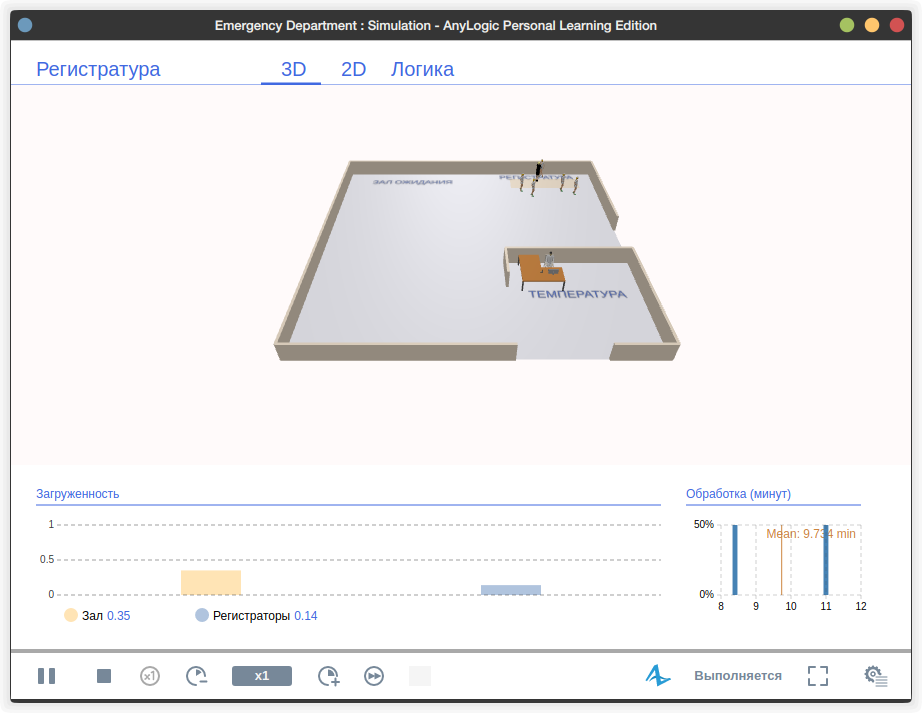 Emergency Department : Simulation - AnyLogic Personal Learning Edition
Регистратура 3D 2D Логика
ЗАЛ ОЖИДАНИЯ РЕГИСТРАТУРА
ТЕМПЕРАТУРА
Загруженность
1
0.5
0
Зал 0.35 Регистраторы 0.14
Обработка (минут)
50%
Mean: 9.734 min
0%
8 9 10 11 12
x1 x1 Выполняется